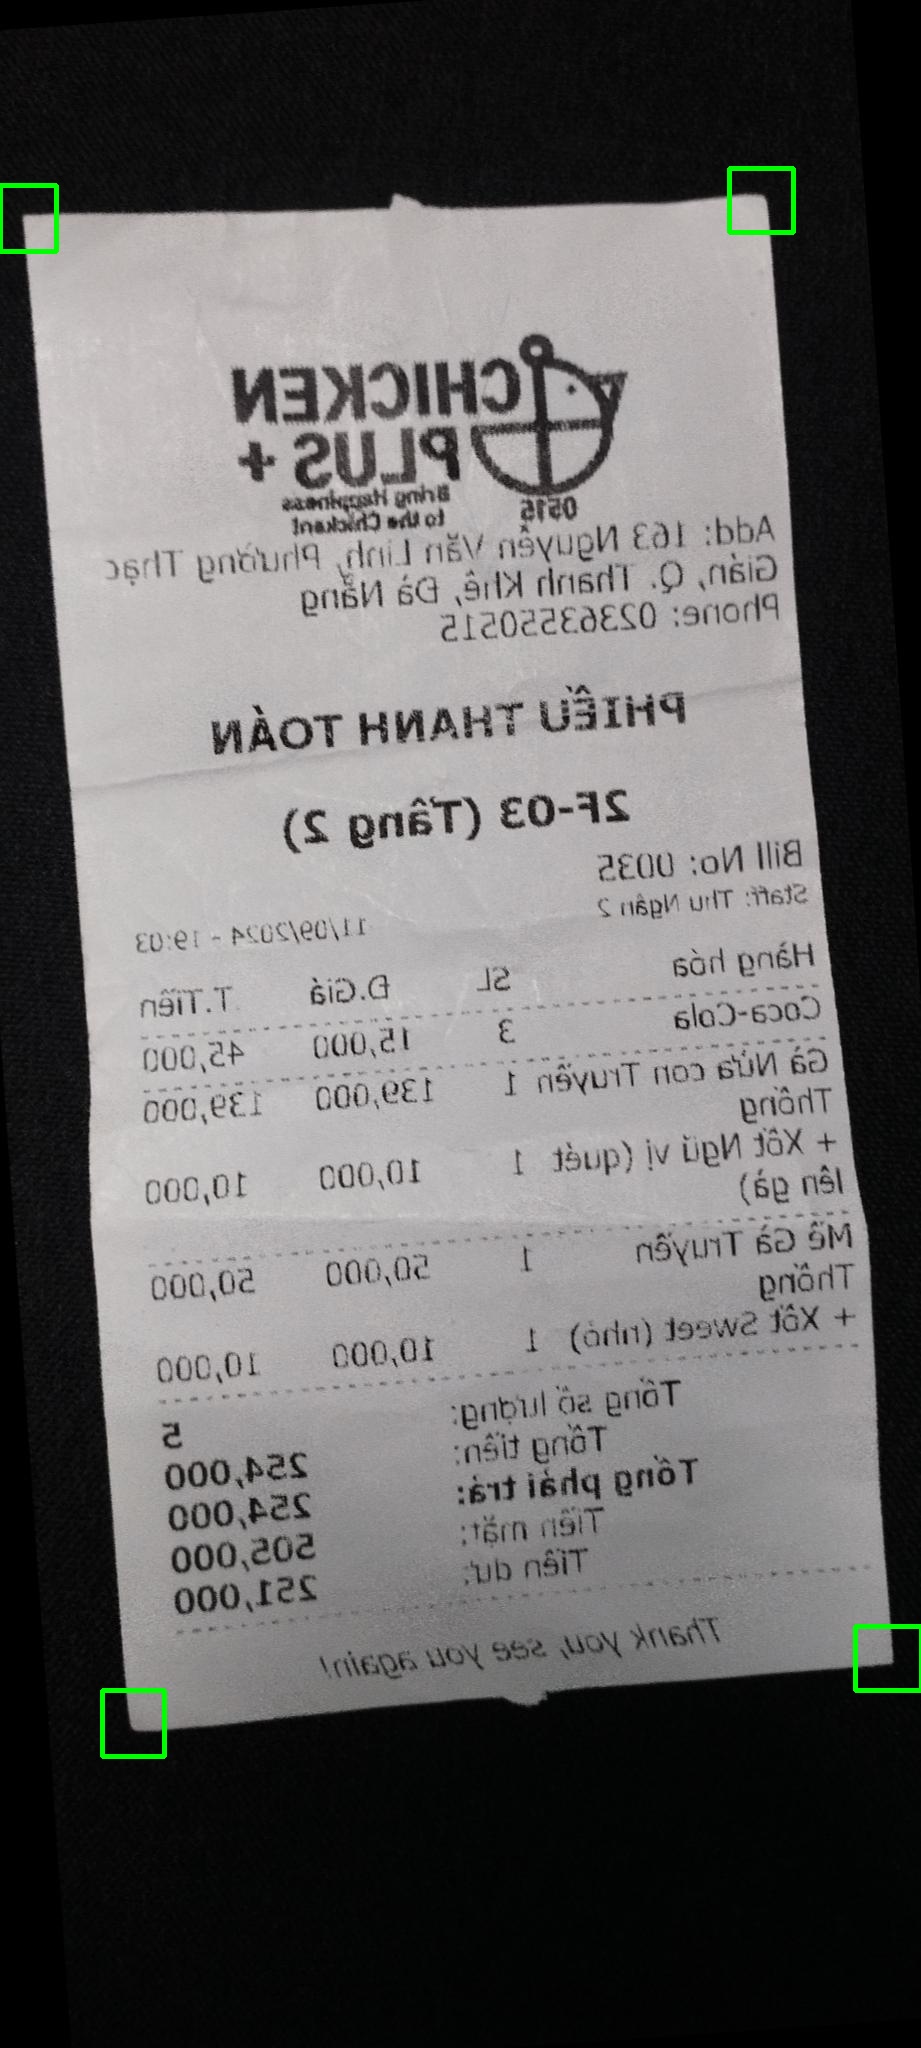 CHICKEN
PLUS +
Bring Happiness
to the Chickent
0515
Add: 163 Nguyễn Văn Linh, Phường Thạc
Gián, Q. Thanh Khê, Đà Nẵng
Phone: 02363550515
PHIẾU THANH TOÁN
2F-03 (Tầng 2)
Bill No: 0035
Staff: Thu Ngân 2 11/09/2024 - 19:03
Hàng hóa SL Đ.Giá T.Tiền
Coca-Cola 3 15,000 45,000
Gà Nửa con Truyền 1 139,000 139,000
Thống
+ Xốt Ngũ vị (quét 1 10,000 10,000
lên gà)
Mề Gà Truyền 1 50,000 50,000
Thống
+ Xốt Sweet (nhỏ) 1 10,000 10,000
Tổng số lượng: 5
Tổng tiền: 254,000
Tổng phải trả: 254,000
Tiền mặt: 505,000
Tiền dư: 251,000
Thank you, see you again!